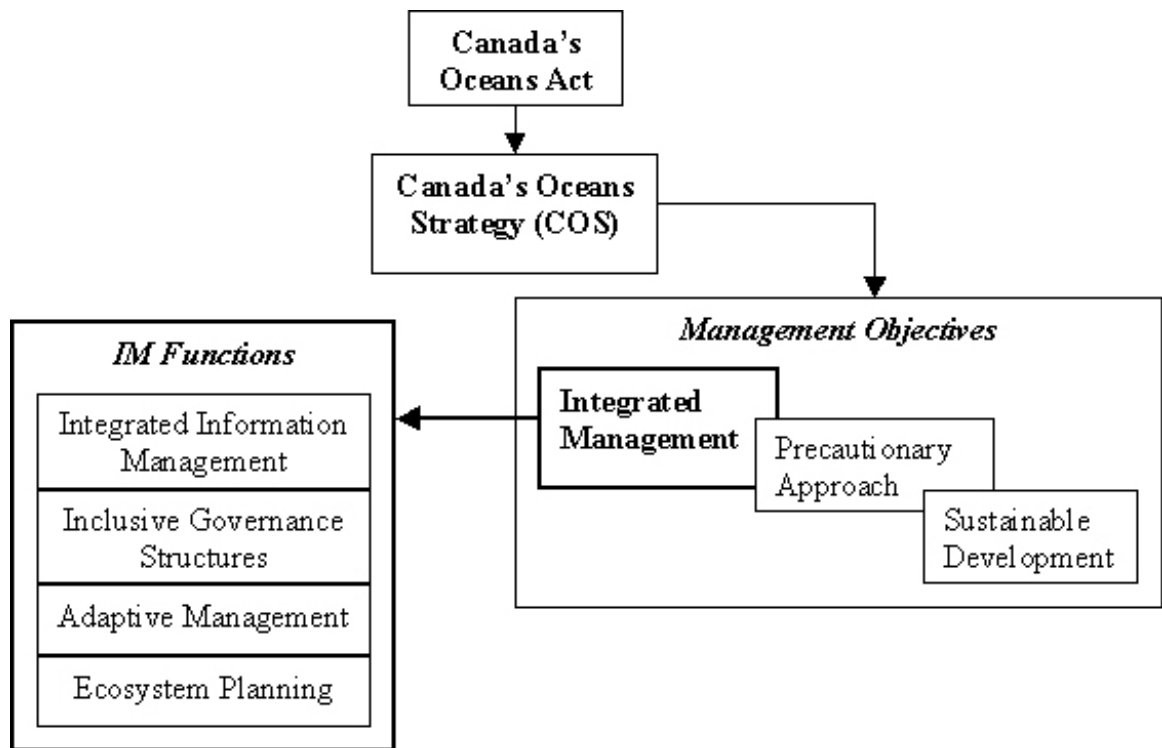 Canada's
Oceans Act
Canada's Oceans
Strategy (COS)
Management Objectives
Integrated
Management
Precautionary
Approach
Sustainable
Development
IM Functions
Integrated Information
Management
Inclusive Governance
Structures
Adaptive Management
Ecosystem Planning